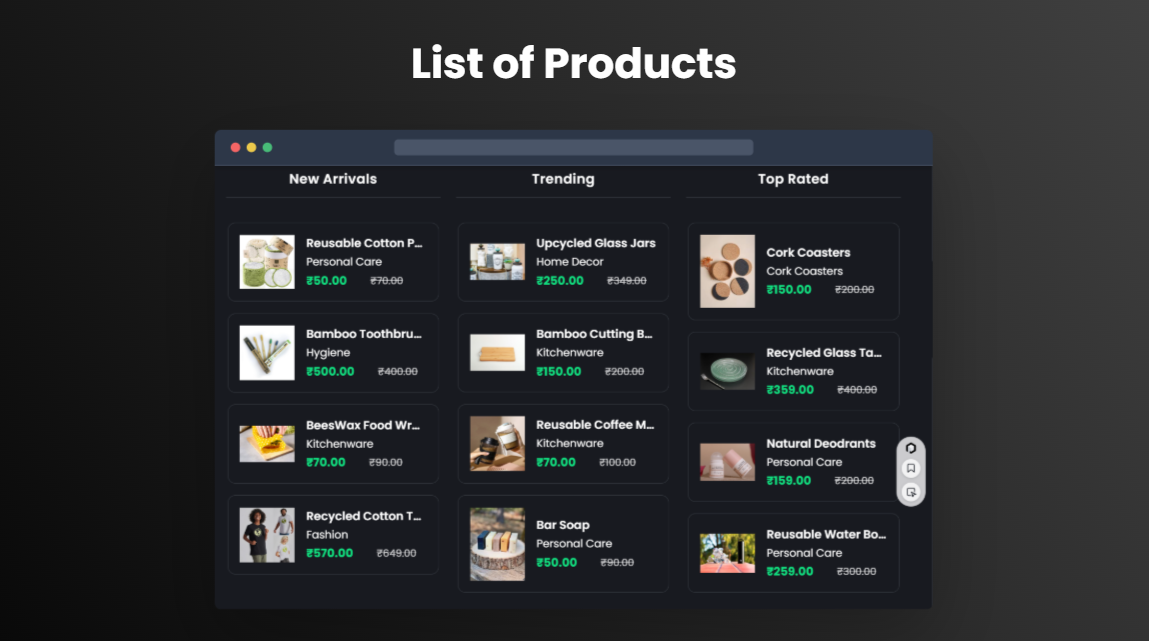 List of Products
New Arrivals
Reusable Cotton P...
Personal Care
₹50.00 ₹70.00
Bamboo Toothbru...
Hygiene
₹500.00 ₹400.00
BeesWax Food Wr...
Kitchenware
₹70.00 ₹90.00
Recycled Cotton T...
Fashion
₹570.00 ₹649.00
Trending
Upcycled Glass Jars
Home Decor
₹250.00 ₹349.00
Bamboo Cutting B...
Kitchenware
₹150.00 ₹200.00
Reusable Coffee M...
Kitchenware
₹70.00 ₹100.00
Bar Soap
Personal Care
₹50.00 ₹90.00
Top Rated
Cork Coasters
Cork Coasters
₹150.00 ₹200.00
Recycled Glass Ta...
Kitchenware
₹359.00 ₹400.00
Natural Deodrants
Personal Care
₹159.00 ₹200.00
Reusable Water Bo...
Personal Care
₹259.00 ₹300.00